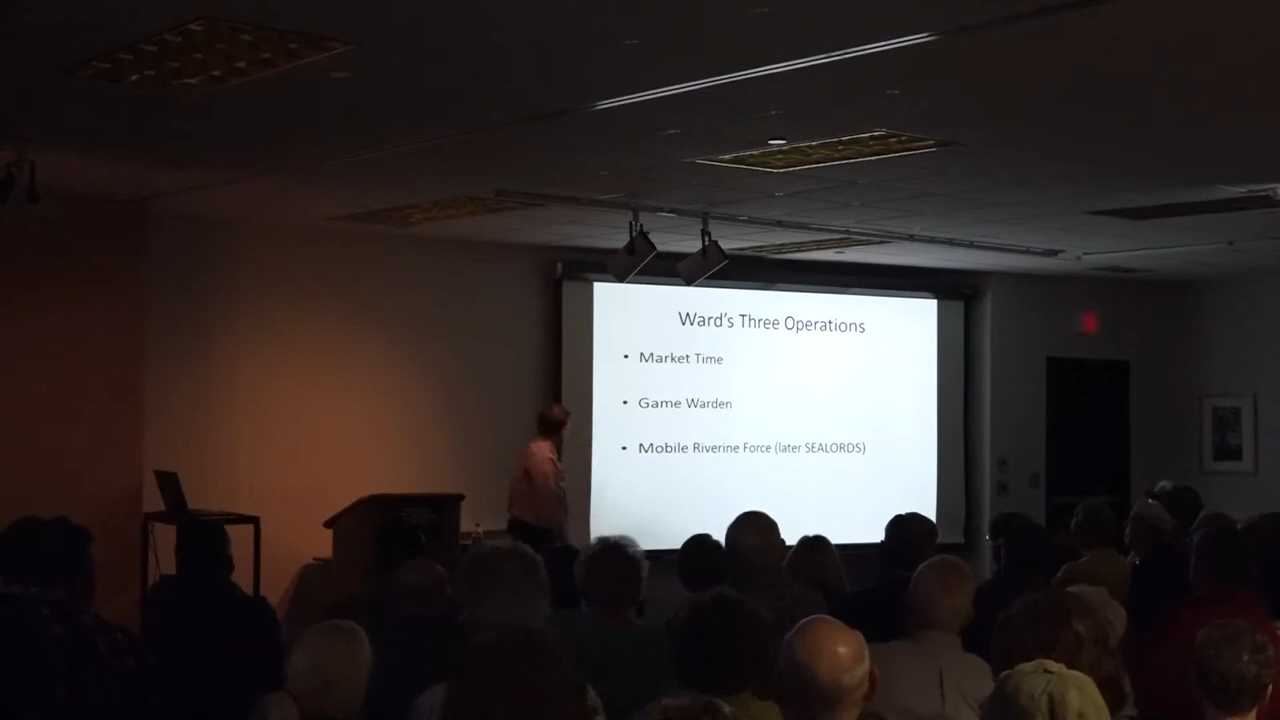 Ward's Three Operations
• Market Time
• Game Warden
• Mobile Riverine Force (later SEALORDS)